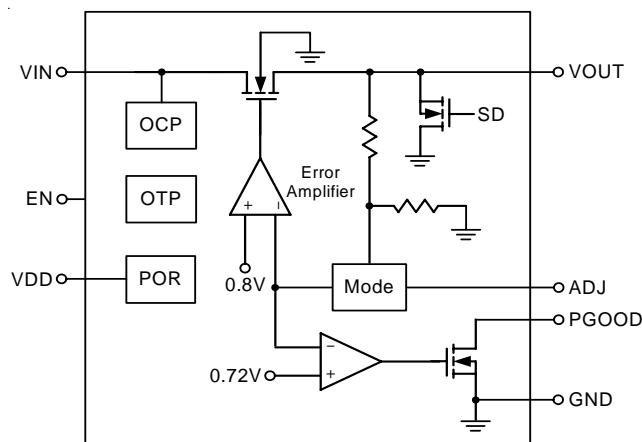 VIN
VOUT
OCP
SD
Error
Amplifier
EN
OTP
+ −
VDD
POR
0.8V
Mode
ADJ
PGOOD
−
0.72V
+
GND